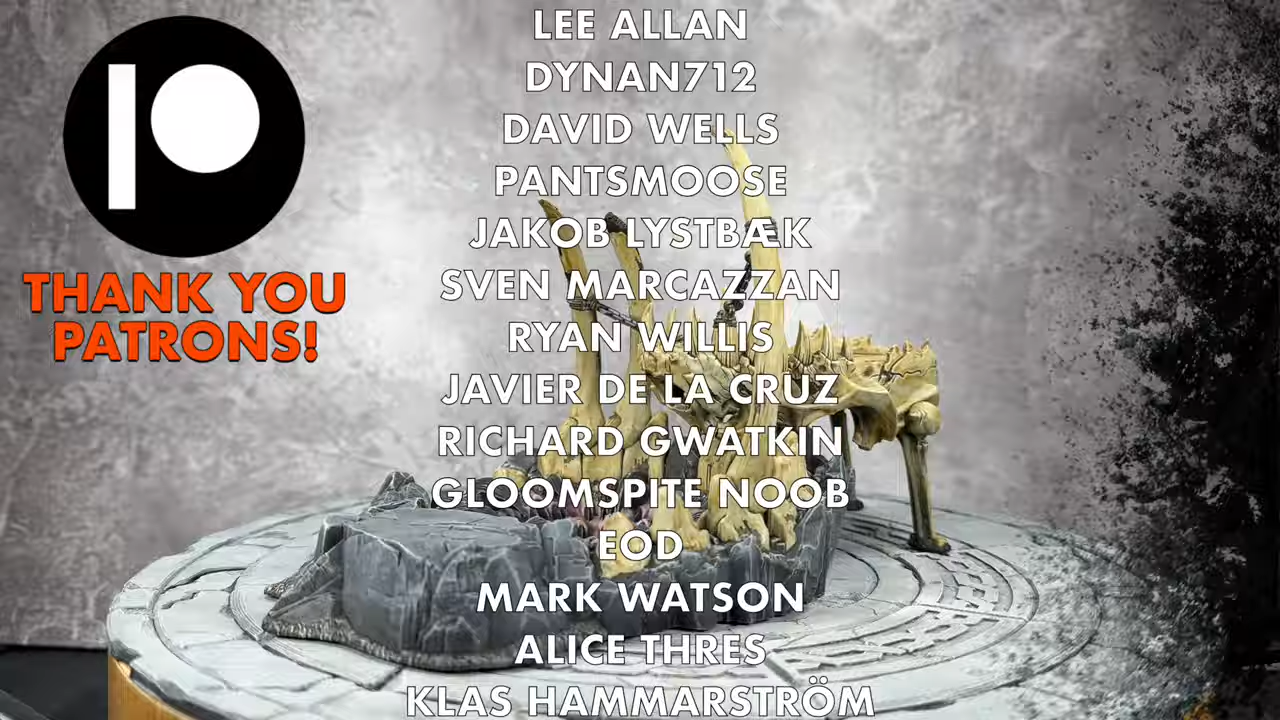 THANK YOU
PATRONS!
LEE ALLAN
DYNAN712
DAVID WELLS
PANTSMOOSE
JAKOB LYSTBÆK
SVEN MARCAZZAN
RYAN WILLIS
JAVIER DE LA CRUZ
RICHARD GWATKIN
GLOOMSPITE NOOB
EOD
MARK WATSON
ALICE THRES
KLAS HAMMARSTRÖM